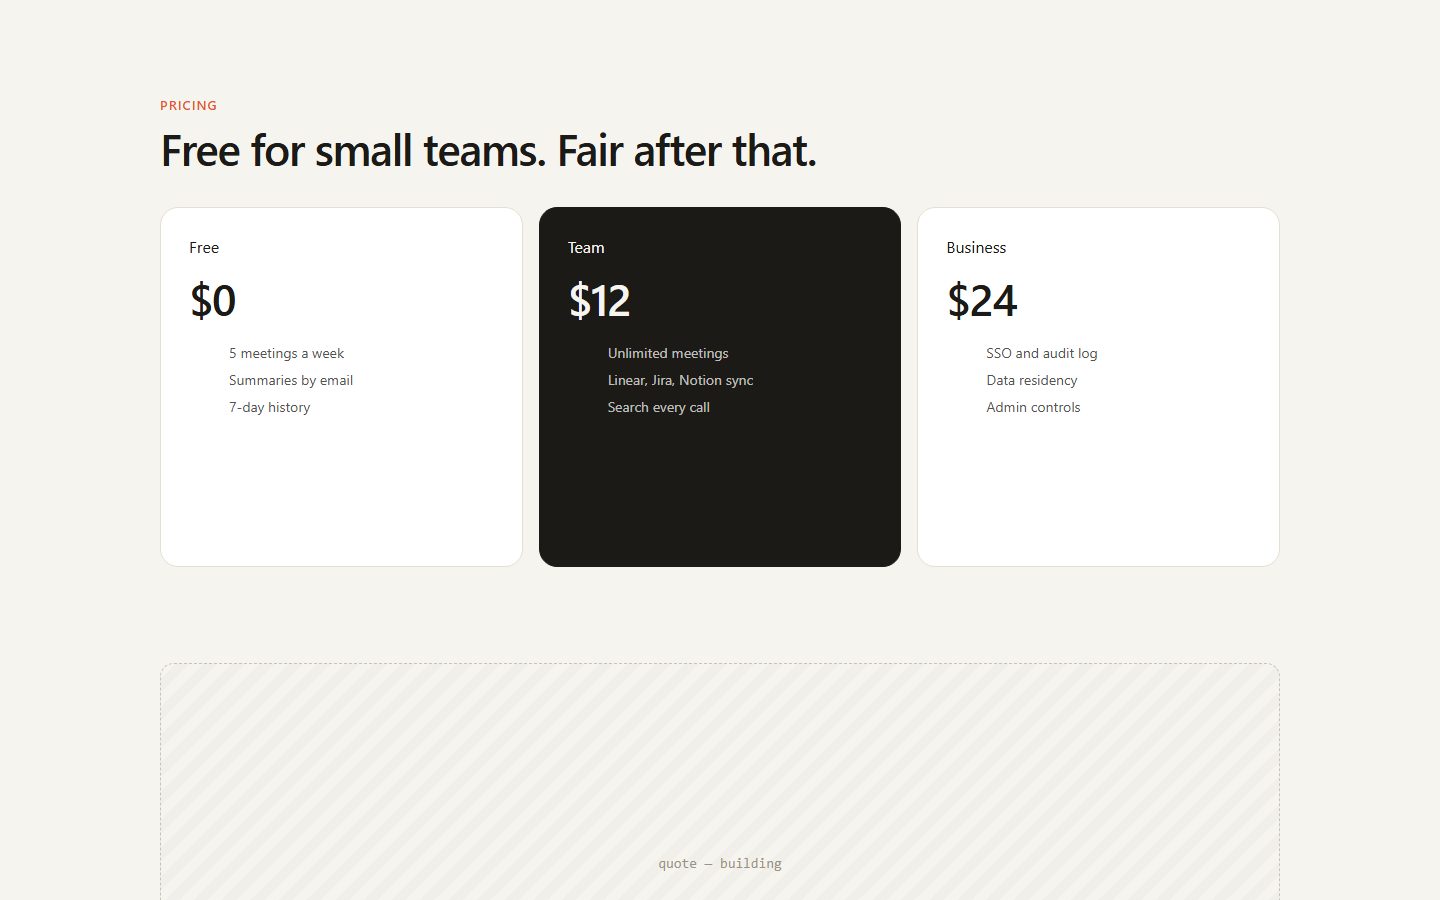 PRICING
Free for small teams. Fair after that.
Free
$0
5 meetings a week
Summaries by email
7-day history
Team
$12
Unlimited meetings
Linear, Jira, Notion sync
Search every call
Business
$24
SSO and audit log
Data residency
Admin controls
quote — building